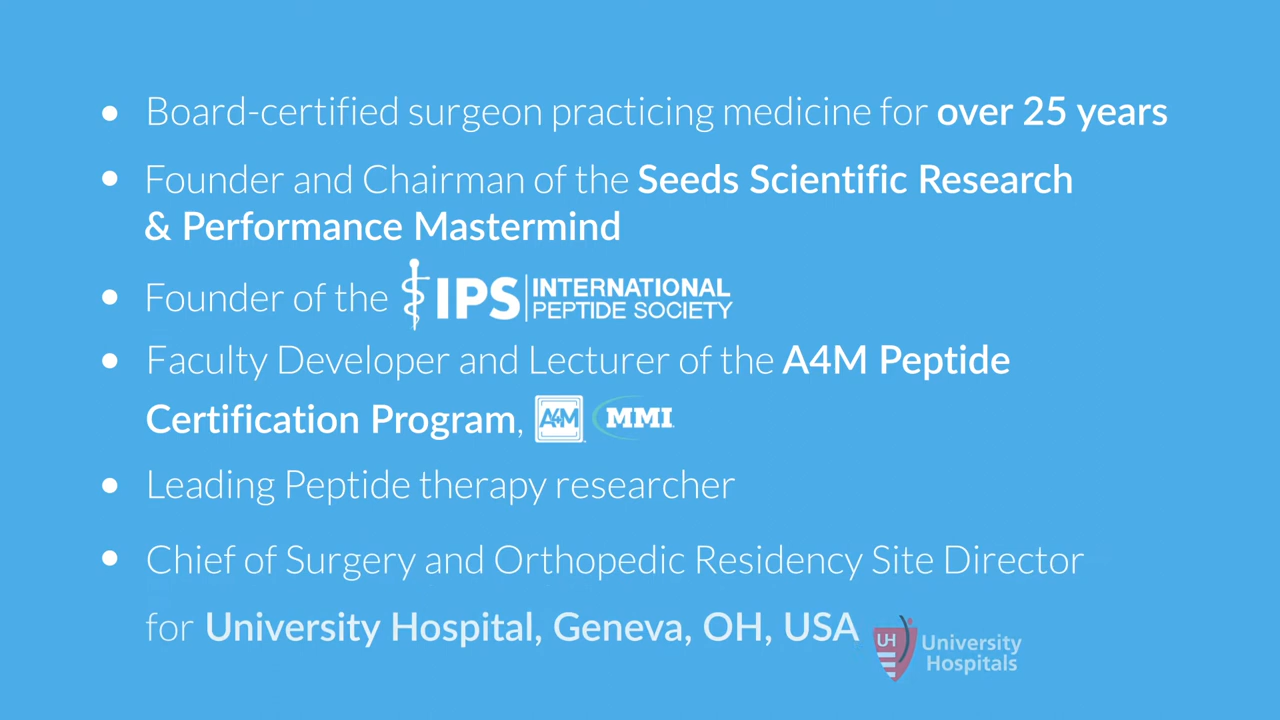 • Board-certified surgeon practicing medicine for over 25 years
• Founder and Chairman of the Seeds Scientific Research
& Performance Mastermind
• Founder of the IPS INTERNATIONAL
PEPTIDE SOCIETY
• Faculty Developer and Lecturer of the A4M Peptide
Certification Program, A4M MMI
• Leading Peptide therapy researcher
• Chief of Surgery and Orthopedic Residency Site Director
for University Hospital, Geneva, OH, USA UH University
Hospitals